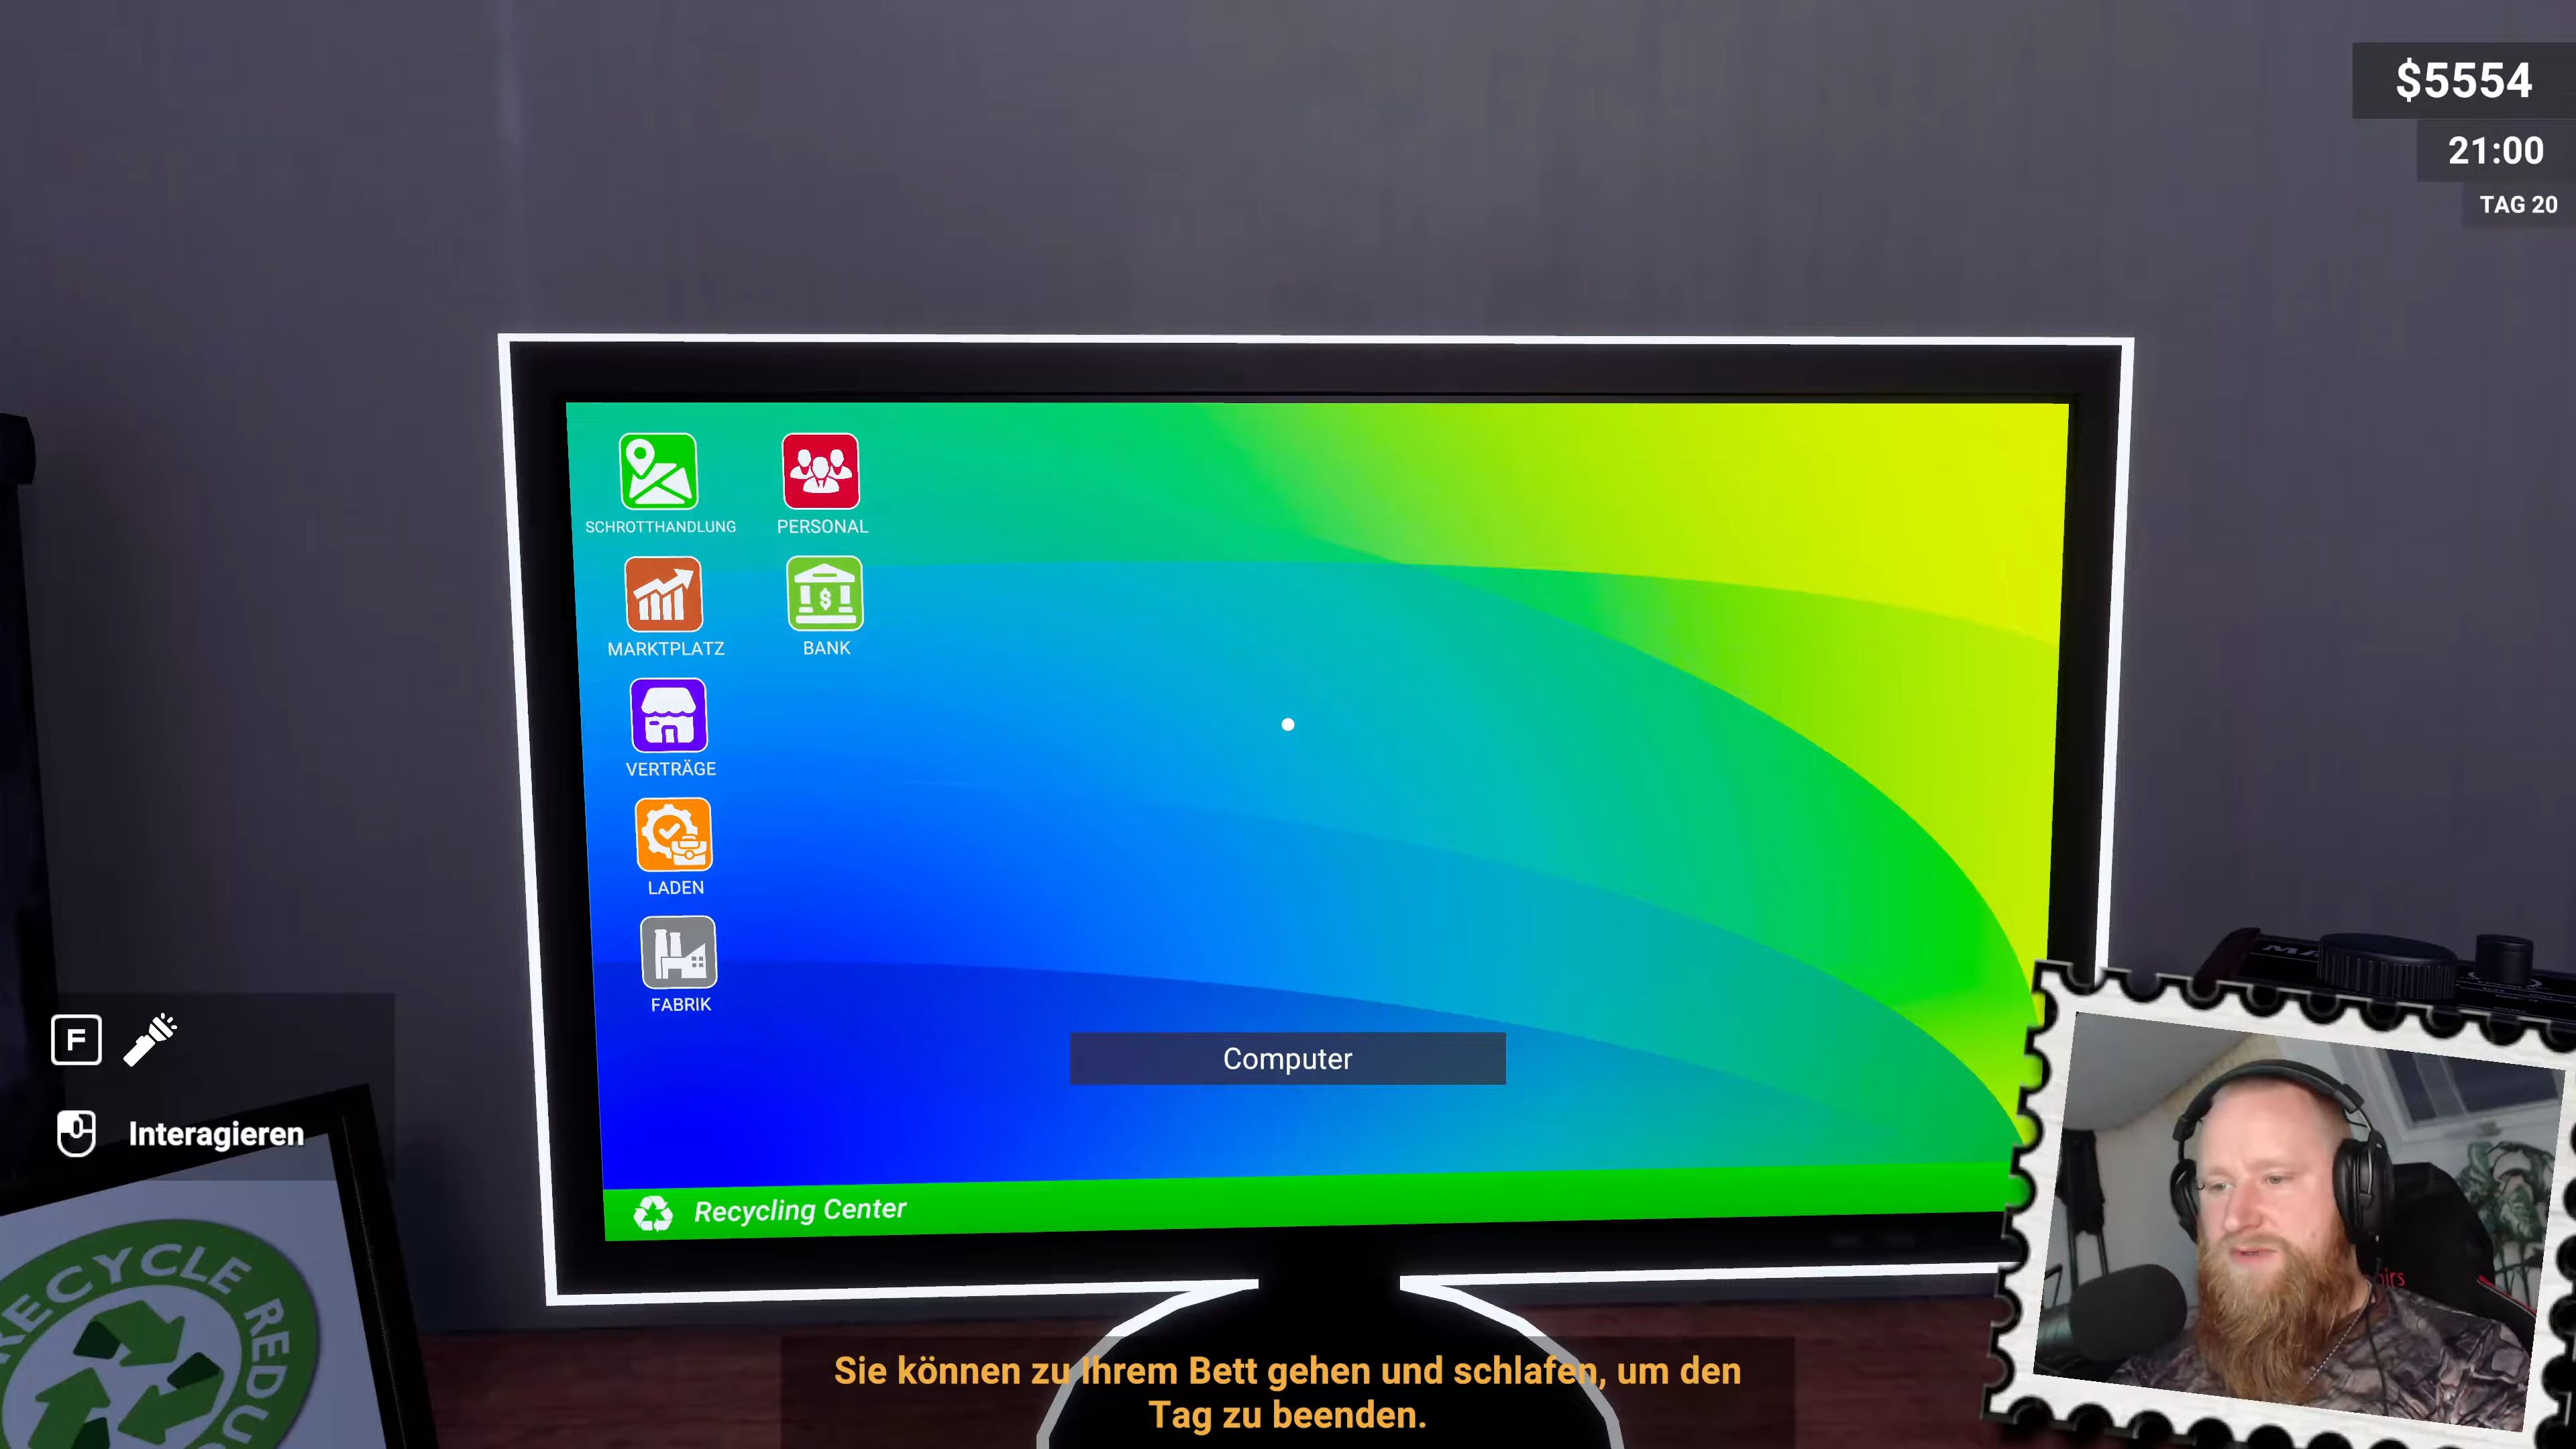 $5554
21:00
TAG 20
SCHROTTHANDLUNG
PERSONAL
MARKTPLATZ
BANK
VERTRÄGE
LADEN
FABRIK
Computer
F
Interagieren
Recycling Center
RECYCLE REDU
Sie können zu Ihrem Bett gehen und schlafen, um den
Tag zu beenden.